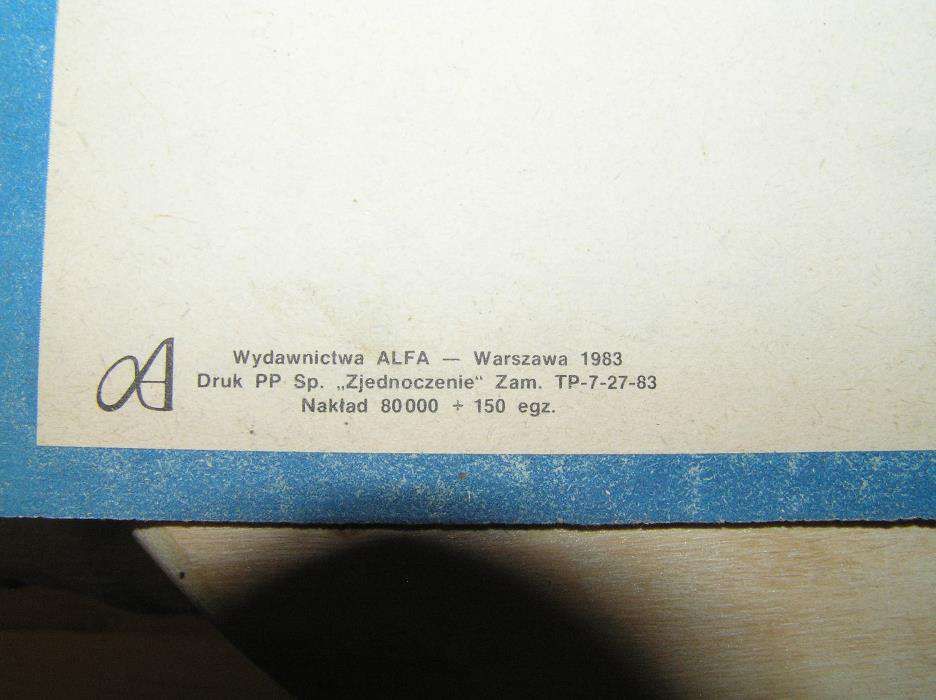 Wydawnictwa ALFA — Warszawa 1983
Druk PP Sp. „Zjednoczenie" Zam. TP-7-27-83
Nakład 80000 ÷ 150 egz.